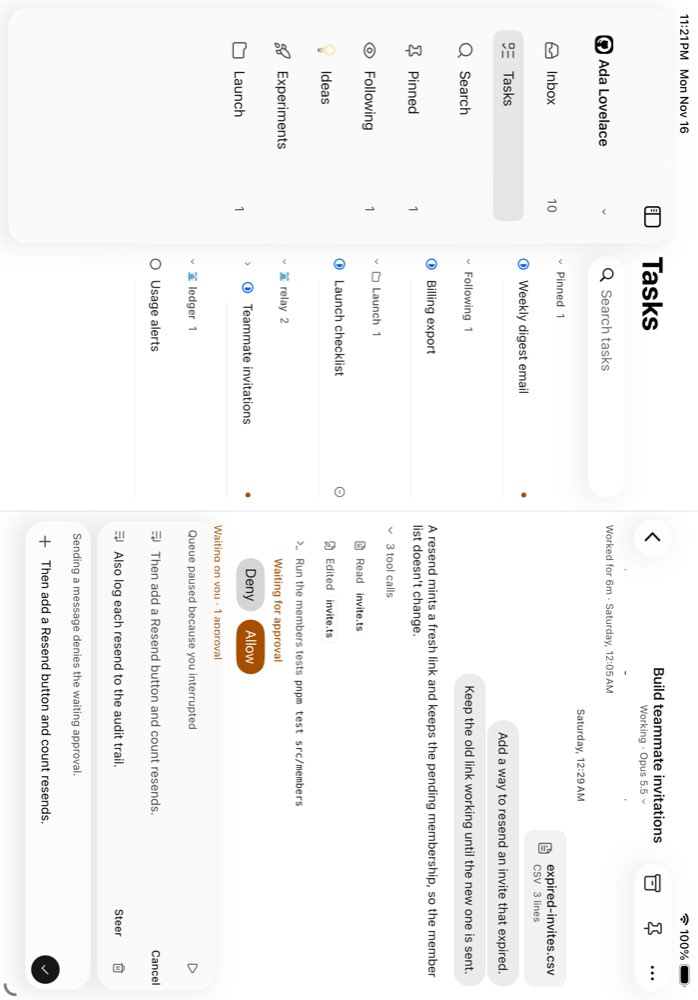 11:21 PM Mon Nov 16
100%
Ada Lovelace
Inbox 10
Tasks
Search
Pinned 1
Following 1
Ideas
Experiments
Launch 1
Tasks
Search tasks
Pinned 1
Weekly digest email
Following 1
Billing export
Launch 1
Launch checklist
relay 2
Teammate invitations
ledger 1
Usage alerts
Build teammate invitations
Working · Opus 5.5
Worked for 6m · Saturday, 12:05 AM
Saturday, 12:29 AM
expired-invites.csv
CSV 3 lines
Add a way to resend an invite that expired.
Keep the old link working until the new one is sent.
A resend mints a fresh link and keeps the pending membership, so the member
list doesn't change.
3 tool calls
Read invite.ts
Edited invite.ts
Run the members tests pnpm test src/members
Waiting for approval
Deny Allow
Waiting on you · 1 approval
Queue paused because you interrupted
Then add a Resend button and count resends. Cancel
Also log each resend to the audit trail. Steer
Sending a message denies the waiting approval.
Then add a Resend button and count resends.